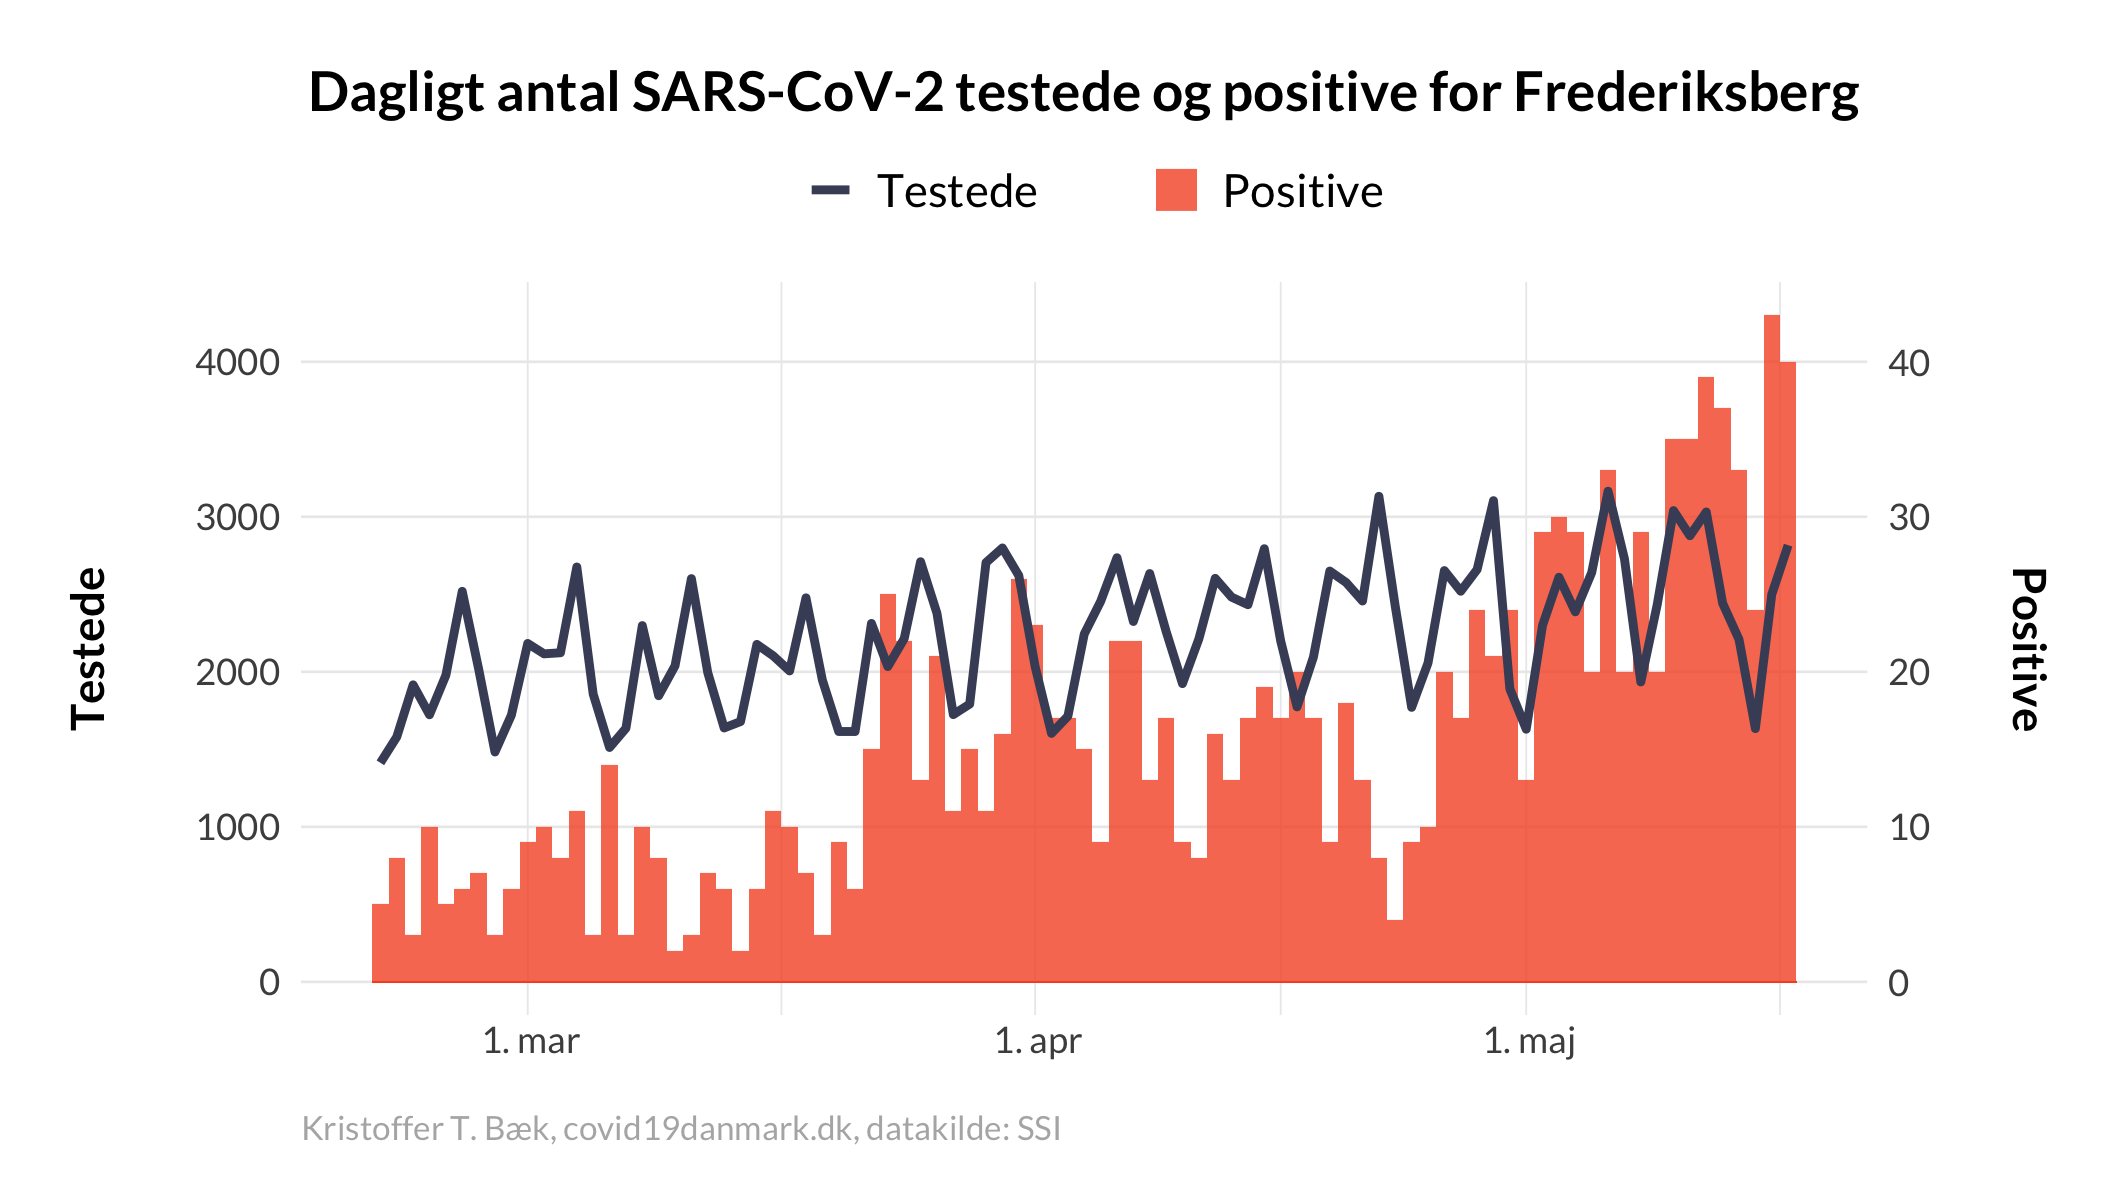 Dagligt antal SARS-CoV-2 testede og positive for Frederiksberg
Testede
Positive
4000
3000
2000
1000
0
Testede
40
30
20
10
0
Positive
1. mar
1. apr
1. maj
Kristoffer T. Bæk, covid19danmark.dk, datakilde: SSI